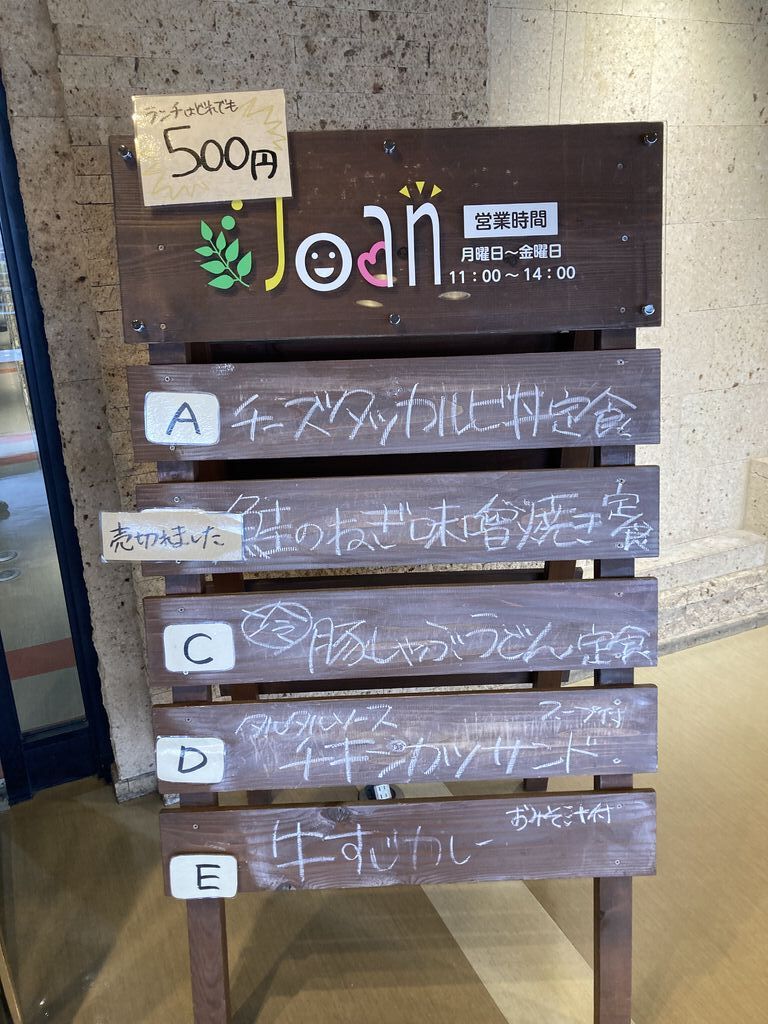 ランチはどれでも
500円
Joan
営業時間
月曜日〜金曜日
11：00〜14：00
A チーズダッカルビ丼定食
売切れました 鮭のねぎ味噌焼き定食
C 冷 豚しゃぶうどん定食
D タルタルソース スープ付
チキンカツサンド
E 牛すじカレー おみそ汁付